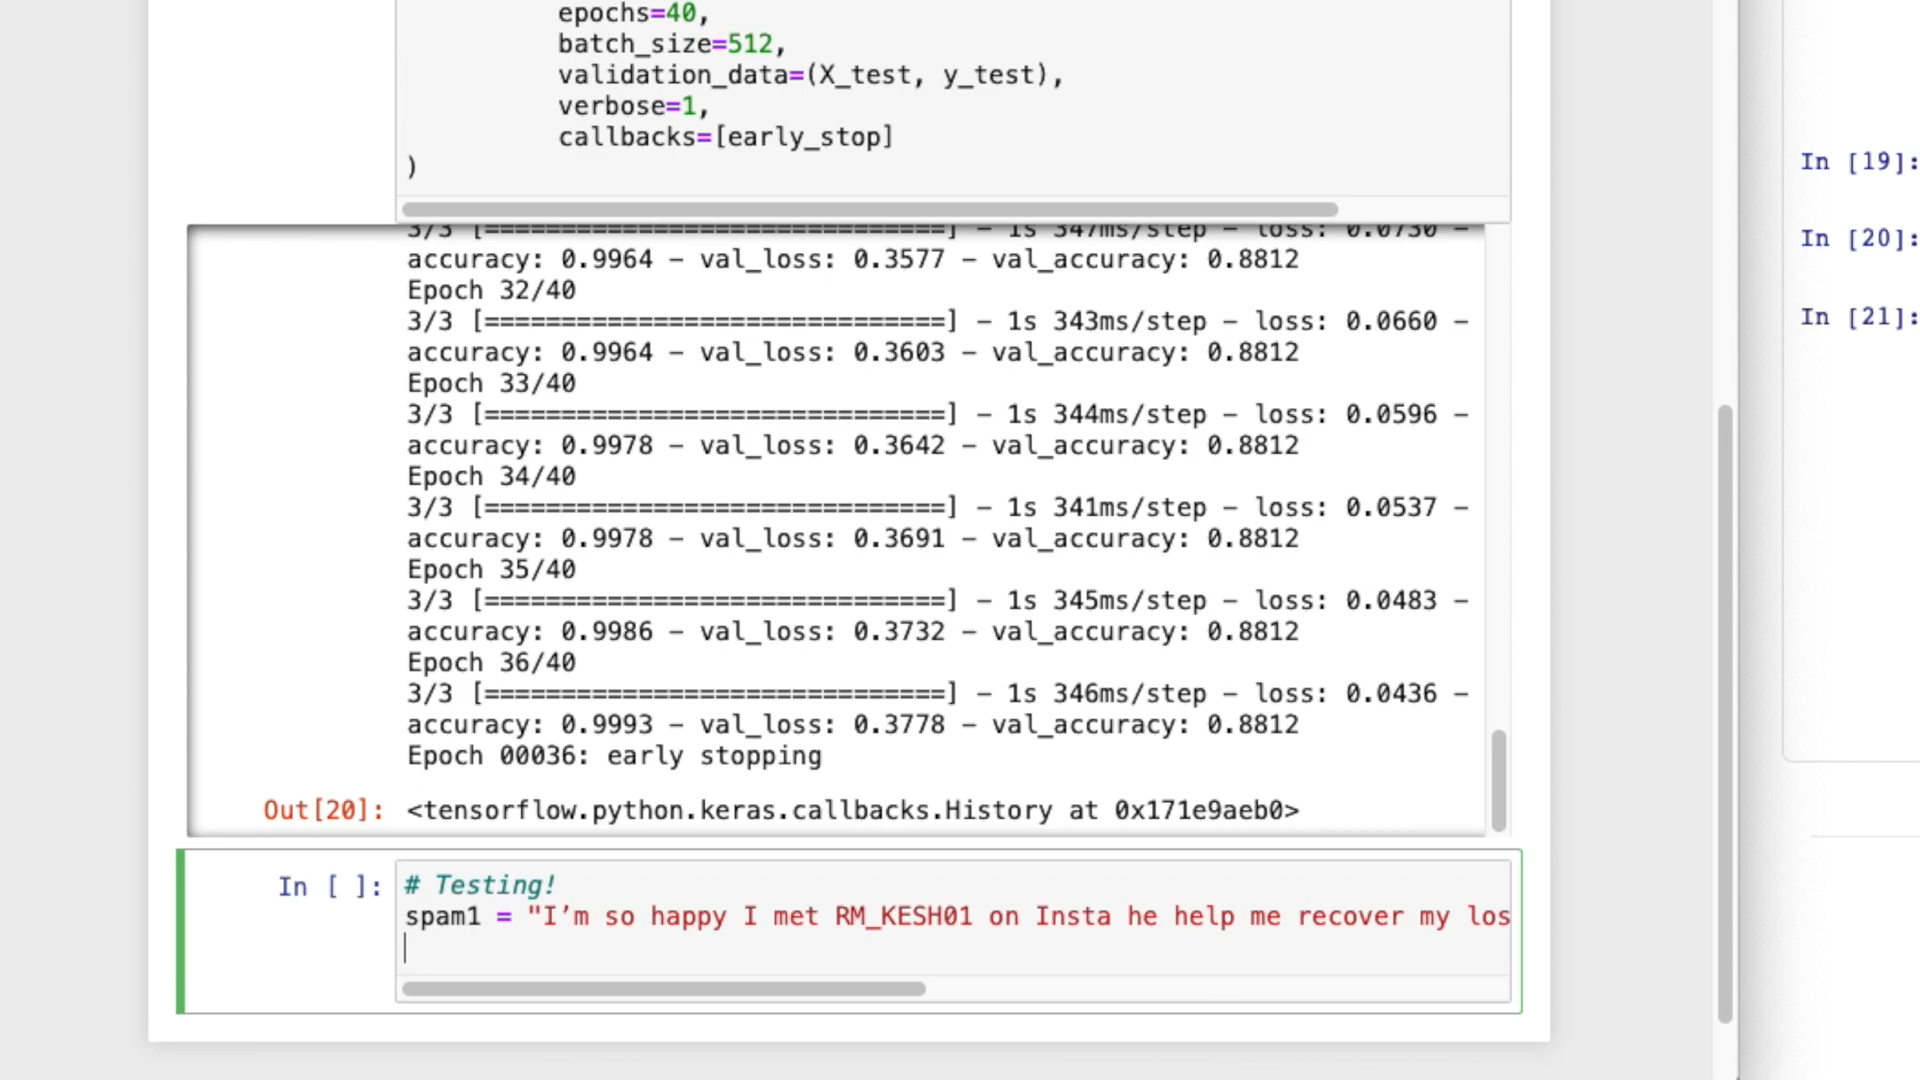 epochs=40,
batch_size=512,
validation_data=(X_test, y_test),
verbose=1,
callbacks=[early_stop]
)
3/3 [==============================] – 1s 347ms/step – loss: 0.0730 –
accuracy: 0.9964 – val_loss: 0.3577 – val_accuracy: 0.8812
Epoch 32/40
3/3 [==============================] – 1s 343ms/step – loss: 0.0660 –
accuracy: 0.9964 – val_loss: 0.3603 – val_accuracy: 0.8812
Epoch 33/40
3/3 [==============================] – 1s 344ms/step – loss: 0.0596 –
accuracy: 0.9978 – val_loss: 0.3642 – val_accuracy: 0.8812
Epoch 34/40
3/3 [==============================] – 1s 341ms/step – loss: 0.0537 –
accuracy: 0.9978 – val_loss: 0.3691 – val_accuracy: 0.8812
Epoch 35/40
3/3 [==============================] – 1s 345ms/step – loss: 0.0483 –
accuracy: 0.9986 – val_loss: 0.3732 – val_accuracy: 0.8812
Epoch 36/40
3/3 [==============================] – 1s 346ms/step – loss: 0.0436 –
accuracy: 0.9993 – val_loss: 0.3778 – val_accuracy: 0.8812
Epoch 00036: early stopping
Out[20]: <tensorflow.python.keras.callbacks.History at 0x171e9aeb0>
In [ ]: # Testing!
spam1 = "I’m so happy I met RM_KESH01 on Insta he help me recover my los
In [19]:
In [20]:
In [21]: